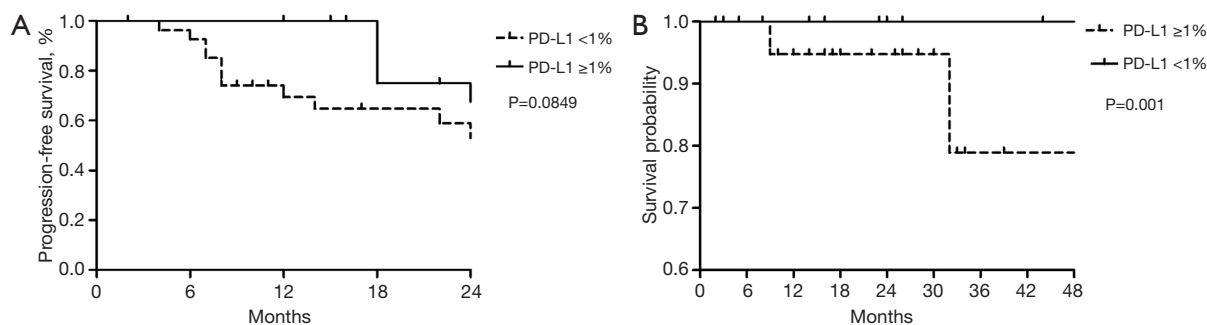 A
Progression-free survival, %
1.0
0.8
0.6
0.4
0.2
0.0
0 6 12 18 24
Months
PD-L1 <1%
PD-L1 ≥1%
P=0.0849
B
Survival probability
1.0
0.9
0.8
0.7
0.6
0 6 12 18 24 30 36 42 48
Months
PD-L1 ≥1%
PD-L1 <1%
P=0.001